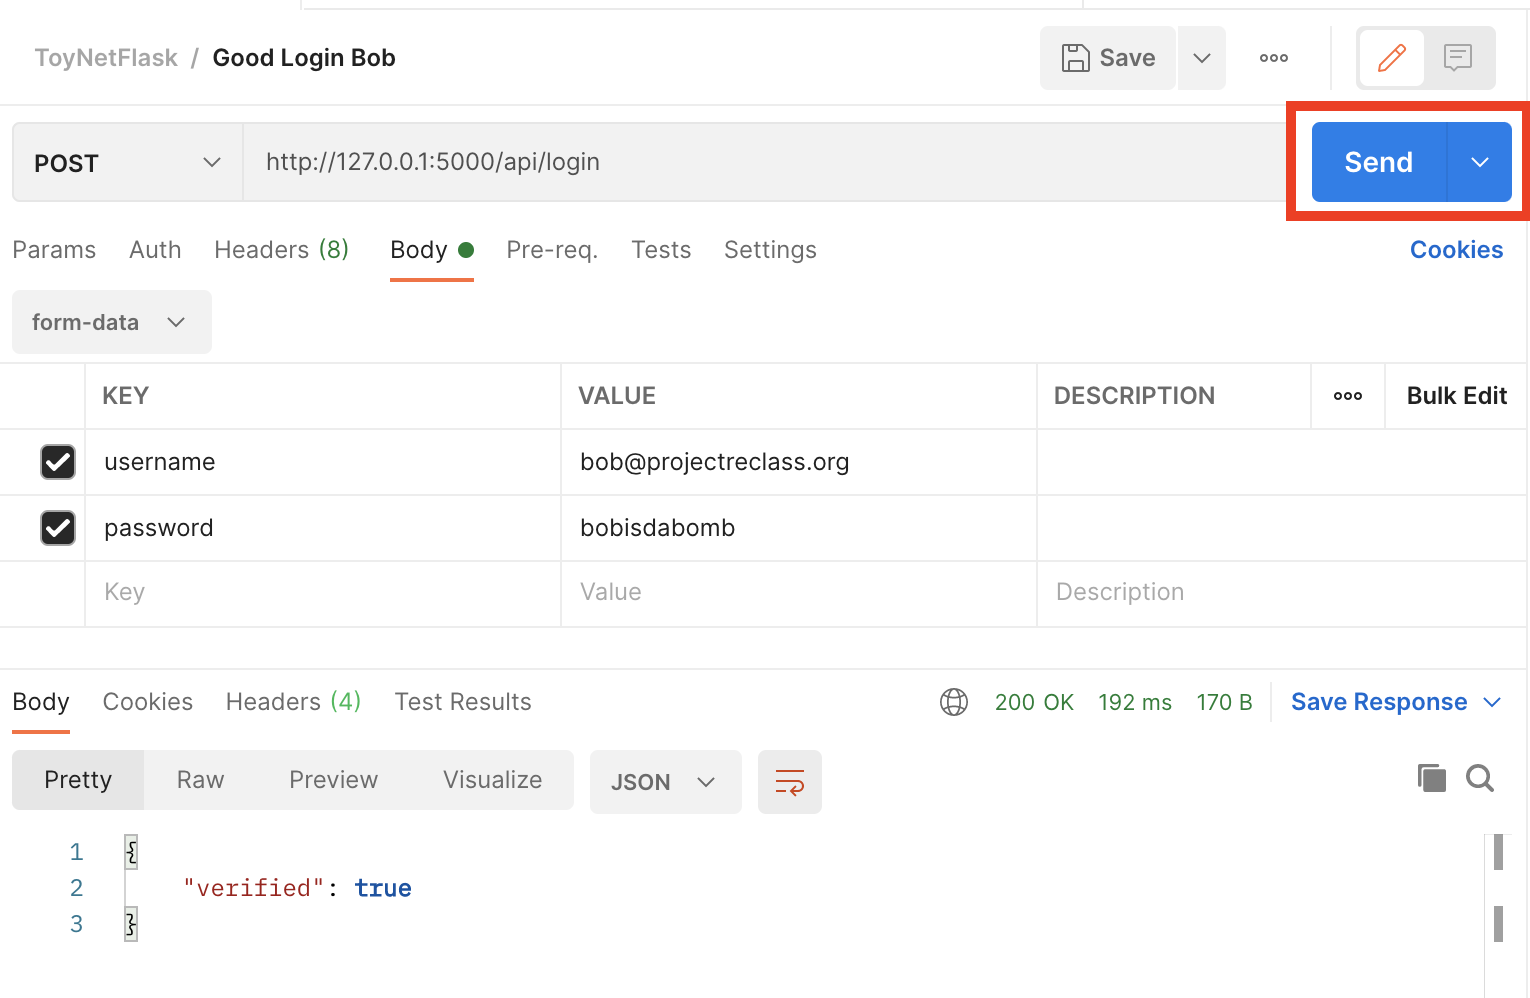 ToyNetFlask / Good Login Bob Save
POST http://127.0.0.1:5000/api/login Send
Params Auth Headers (8) Body Pre-req. Tests Settings Cookies
form-data
KEY VALUE DESCRIPTION Bulk Edit
username bob@projectreclass.org
password bobisdabomb
Key Value Description
Body Cookies Headers (4) Test Results 200 OK 192 ms 170 B Save Response
Pretty Raw Preview Visualize JSON
1 {
2 "verified": true
3 }